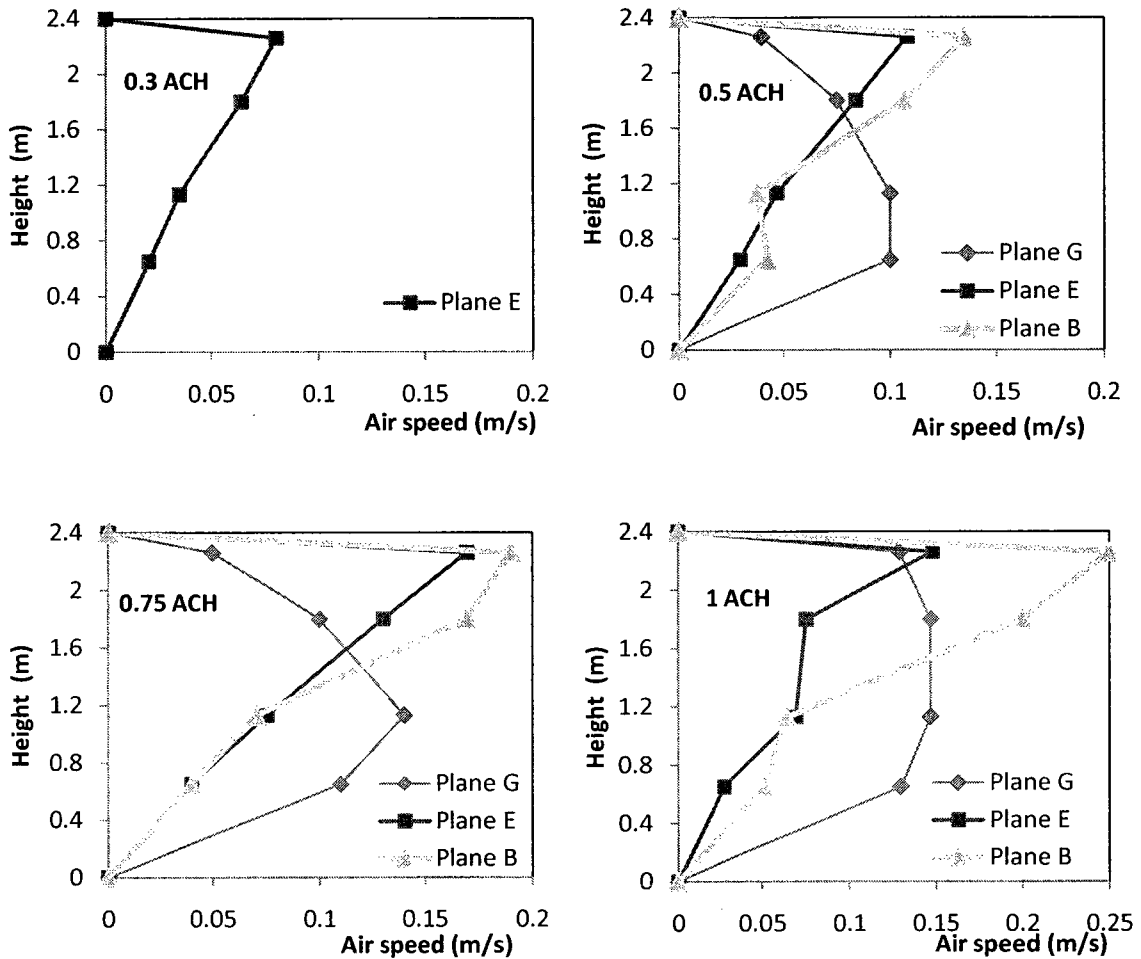 2.4
2
1.6
1.2
0.8
0.4
0
Height (m)
0.3 ACH
Plane E
0 0.05 0.1 0.15 0.2
Air speed (m/s)
2.4
2
1.6
1.2
0.8
0.4
0
Height (m)
0.5 ACH
Plane G
Plane E
Plane B
0 0.05 0.1 0.15 0.2
Air speed (m/s)
2.4
2
1.6
1.2
0.8
0.4
0
Height (m)
0.75 ACH
Plane G
Plane E
Plane B
0 0.05 0.1 0.15 0.2
Air speed (m/s)
2.4
2
1.6
1.2
0.8
0.4
0
Height (m)
1 ACH
Plane G
Plane E
Plane B
0 0.05 0.1 0.15 0.20 0.25
Air speed (m/s)